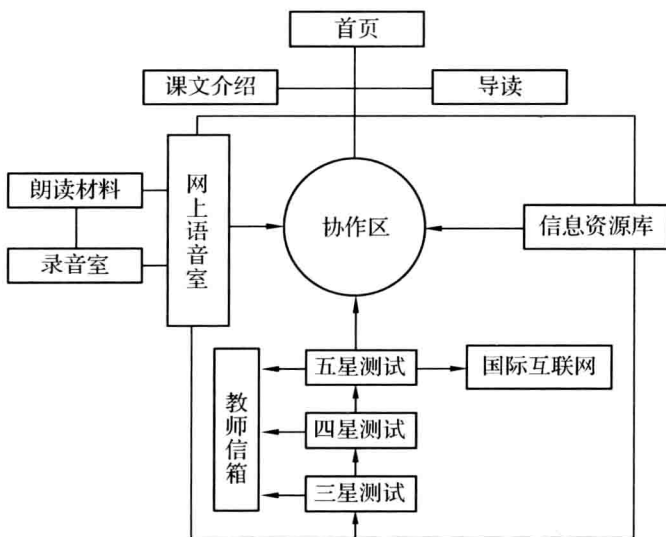 首页
课文介绍
导读
朗读材料
网上语音室
协作区
信息资源库
录音室
五星测试
国际互联网
教师信箱
四星测试
三星测试